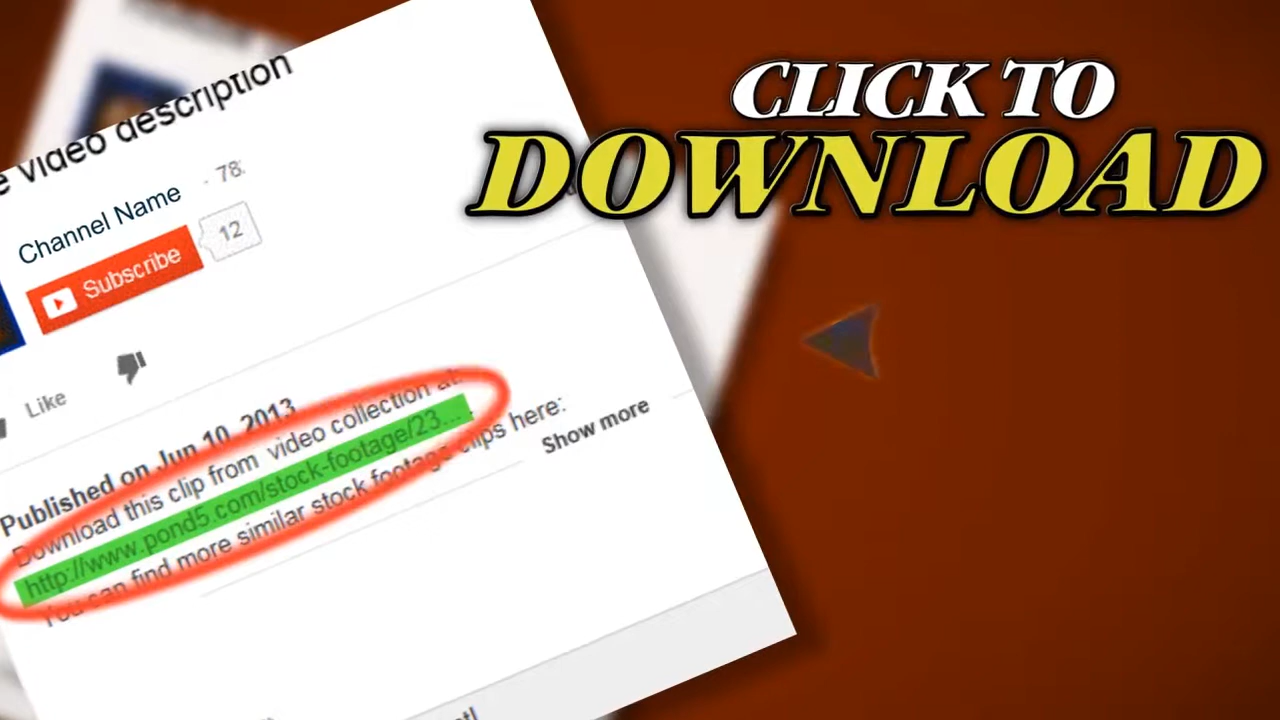 CLICK TO
DOWNLOAD
video description
Channel Name
78
Subscribe
12
Like
Published on Jun 10, 2013
Download this clip from video collection at:
http://www.pond5.com/stock-footage/23...
You can find more similar stock footage clips here:
Show more